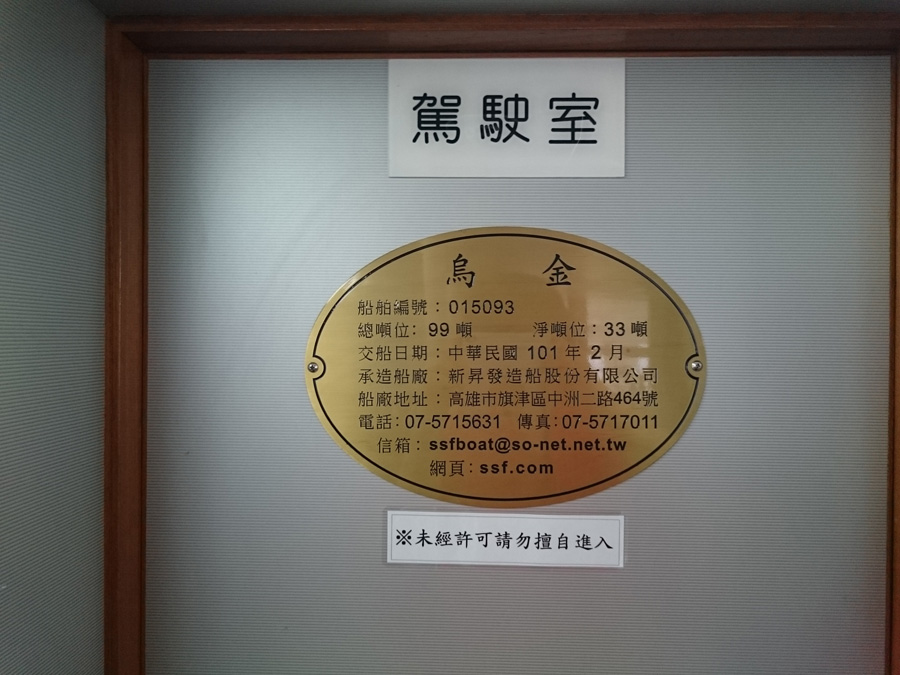 駕駛室
烏金
船舶編號：015093
總噸位：99 噸 淨噸位：33 噸
交船日期：中華民國 101 年 2 月
承造船廠：新昇發造船股份有限公司
船廠地址：高雄市旗津區中洲二路464號
電話：07-5715631 傳真：07-5717011
信箱：ssfboat@so-net.net.tw
網頁：ssf.com
※未經許可請勿擅自進入